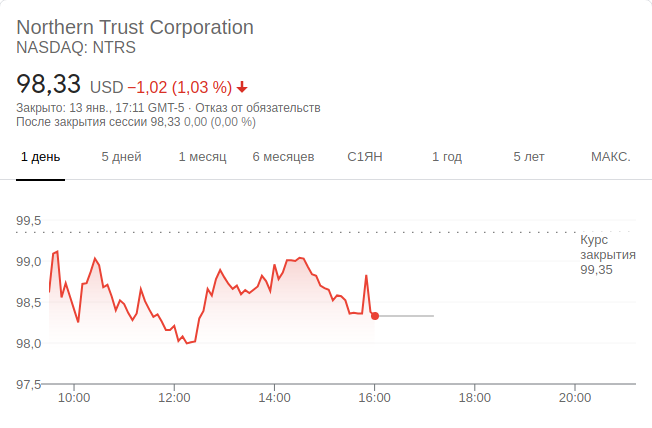 Northern Trust Corporation
NASDAQ: NTRS
98,33 USD −1,02 (1,03 %)
Закрыто: 13 янв., 17:11 GMT-5 · Отказ от обязательств
После закрытия сессии 98,33 0,00 (0,00 %)
1 день 5 дней 1 месяц 6 месяцев С1ЯН 1 год 5 лет МАКС.
99,5
Курс
закрытия
99,35
99,0
98,5
98,0
97,5
10:00 12:00 14:00 16:00 18:00 20:00